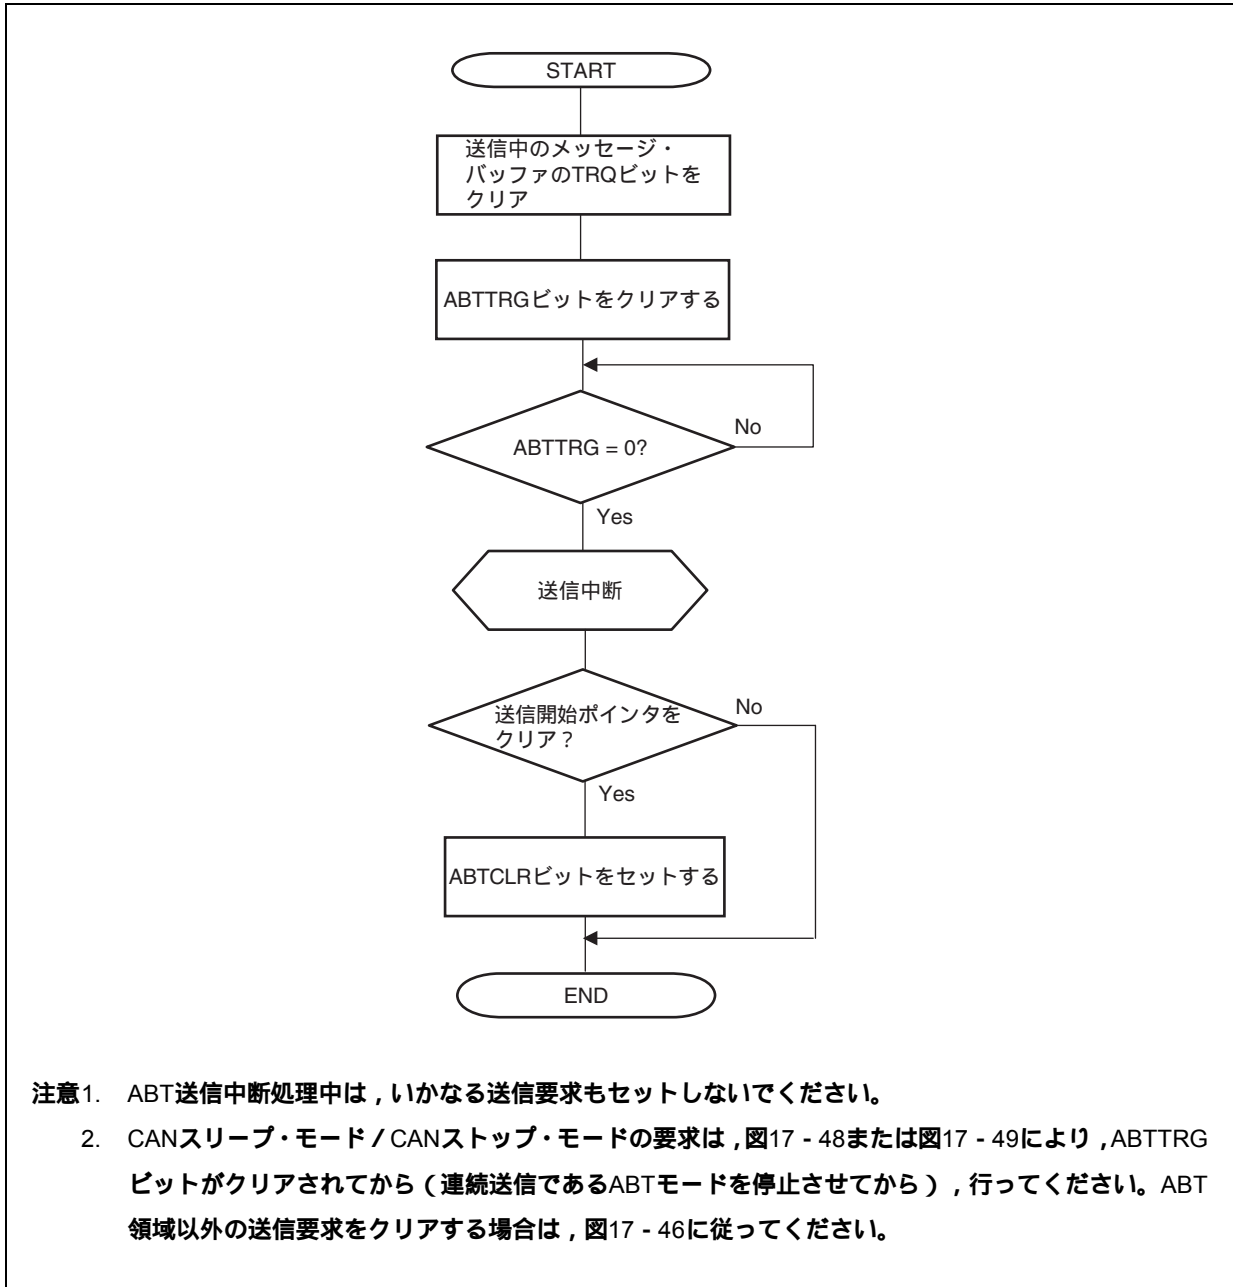 START
送信中のメッセージ・
バッファのTRQビットを
クリア
ABTTRGビットをクリアする
ABTTRG = 0?
No
Yes
送信中断
送信開始ポインタを
クリア？
No
Yes
ABTCLRビットをセットする
END
注意1. ABT送信中断処理中は，いかなる送信要求もセットしないでください。
2. CANスリープ・モード／CANストップ・モードの要求は，図17 - 48または図17 - 49により，ABTTRG
ビットがクリアされてから（連続送信であるABTモードを停止させてから），行ってください。ABT
領域以外の送信要求をクリアする場合は，図17 - 46に従ってください。